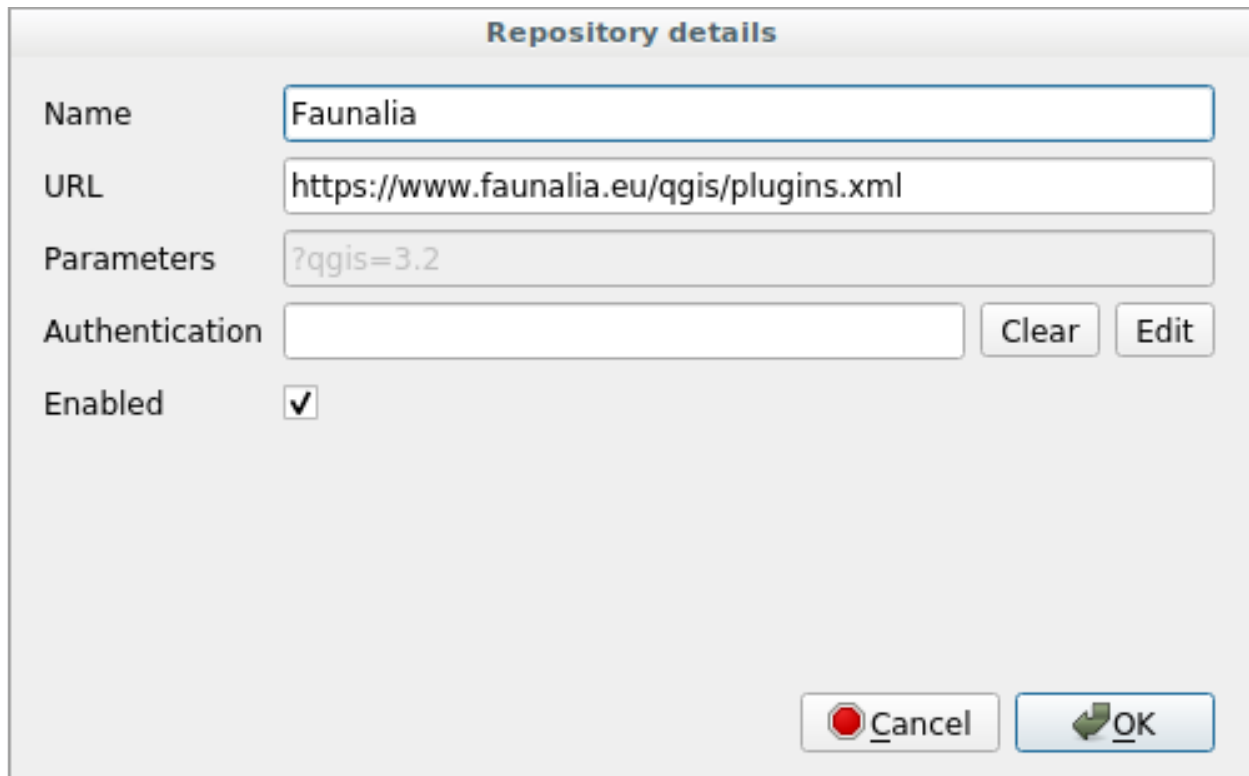 Repository details
Name Faunalia
URL https://www.faunalia.eu/qgis/plugins.xml
Parameters ?qgis=3.2
Authentication Clear Edit
Enabled
Cancel OK